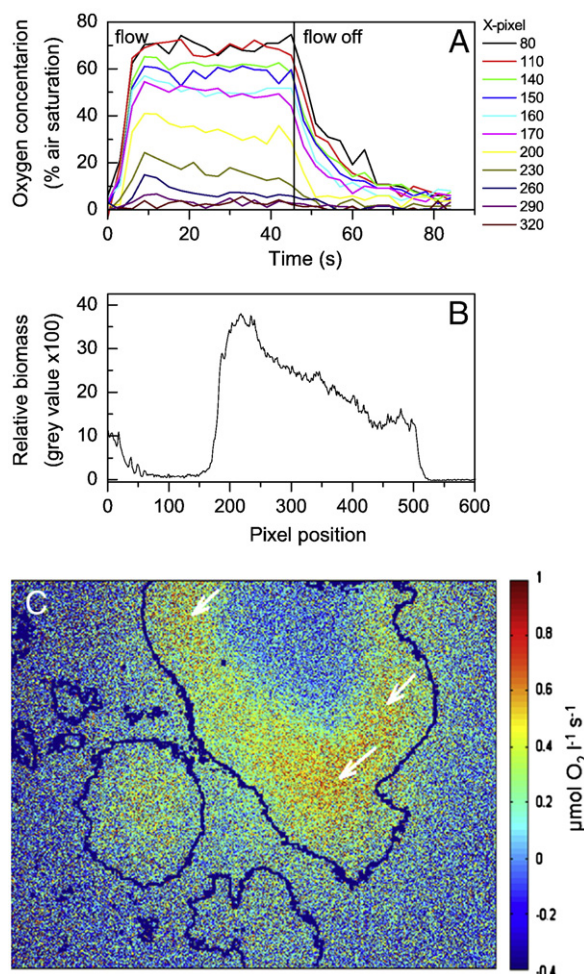 flow
flow off
A
X-pixel
80
110
140
150
160
170
200
230
260
290
320
Oxygen concentarion
(% air saturation)
80
60
40
20
0
0 20 40 60 80
Time (s)
B
Relative biomass
(grey value x100)
40
30
20
10
0
0 100 200 300 400 500 600
Pixel position
C
1
0.8
0.6
0.4
0.2
0
-0.2
-0.4
µmol O₂ l⁻¹ s⁻¹